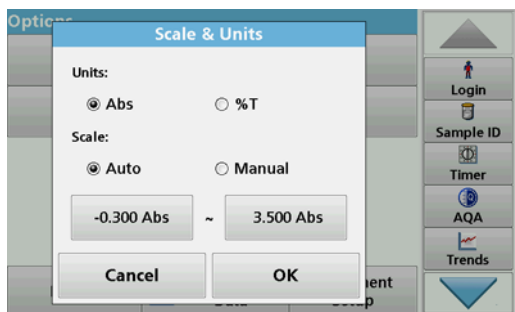 Options
Scale & Units
Units:
Abs
%T
Scale:
Auto
Manual
-0.300 Abs
~
3.500 Abs
Cancel
OK
Login
Sample ID
Timer
AQA
Trends